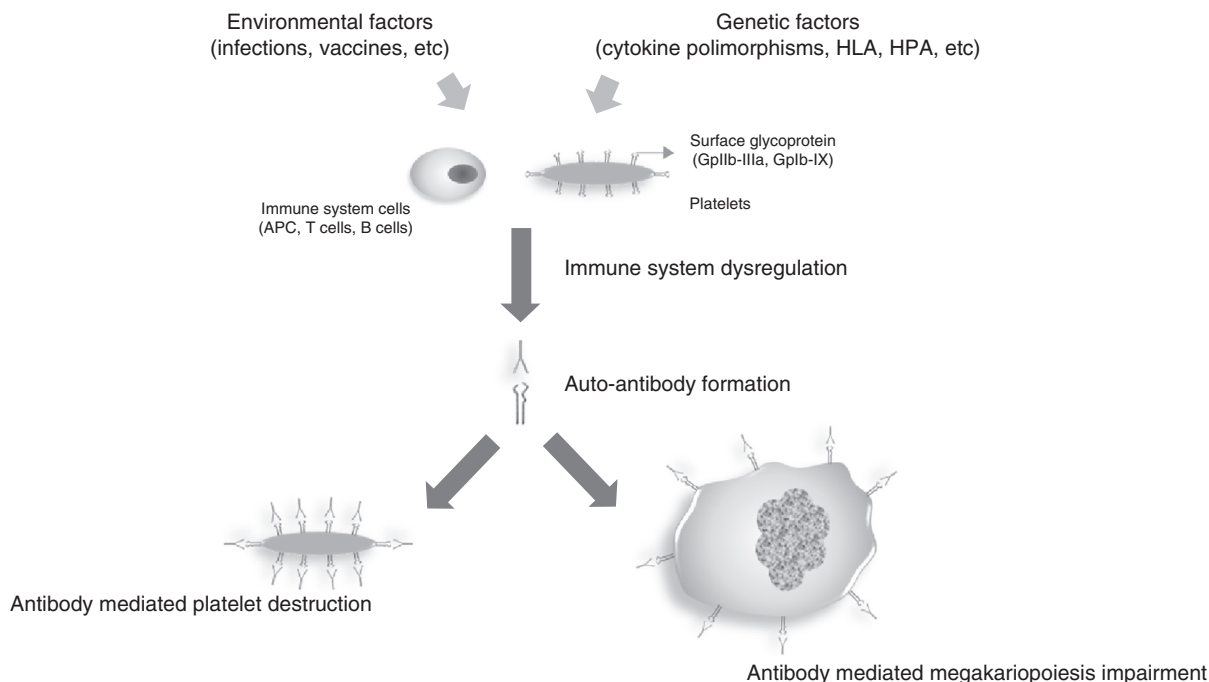 Environmental factors
(infections, vaccines, etc)
Genetic factors
(cytokine polimorphisms, HLA, HPA, etc)
Surface glycoprotein
(GpIIb-IIIa, GpIb-IX)
Platelets
Immune system cells
(APC, T cells, B cells)
Immune system dysregulation
Auto-antibody formation
Antibody mediated platelet destruction
Antibody mediated megakariopoiesis impairment